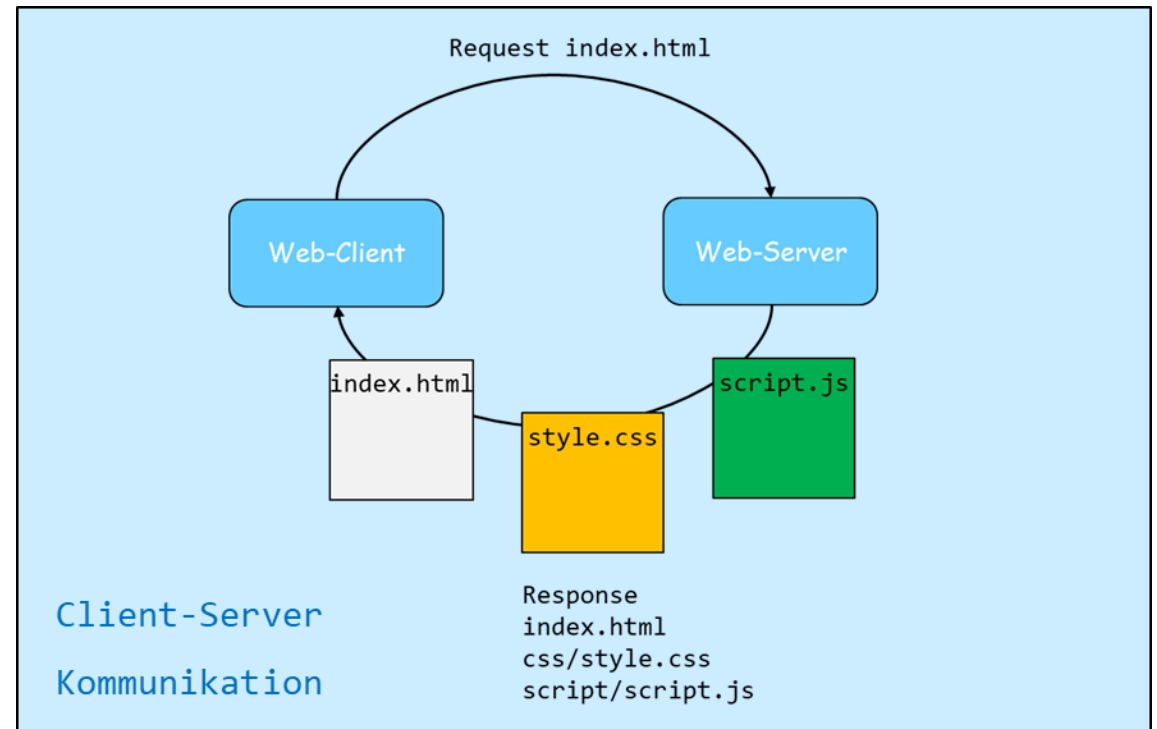 Request index.html
Web-Client
Web-Server
index.html
script.js
style.css
Response
index.html
css/style.css
script/script.js
Client-Server
Kommunikation